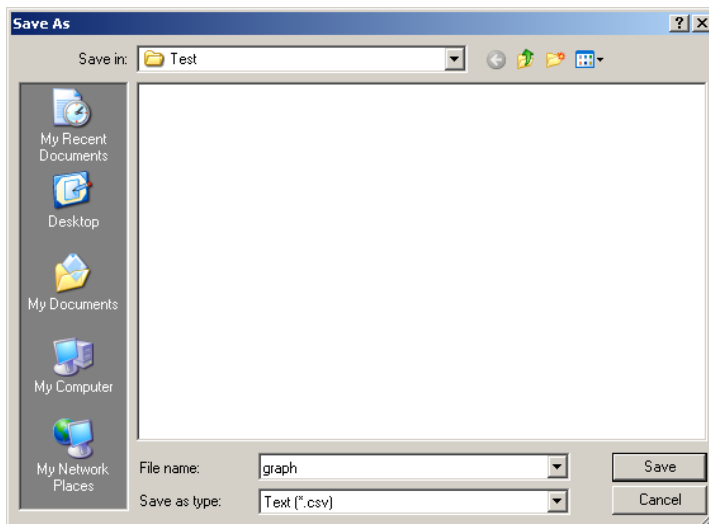 Save As
Save in:
Test
My Recent
Documents
Desktop
My Documents
My Computer
My Network
Places
File name:
graph
Save
Save as type:
Text (*.csv)
Cancel